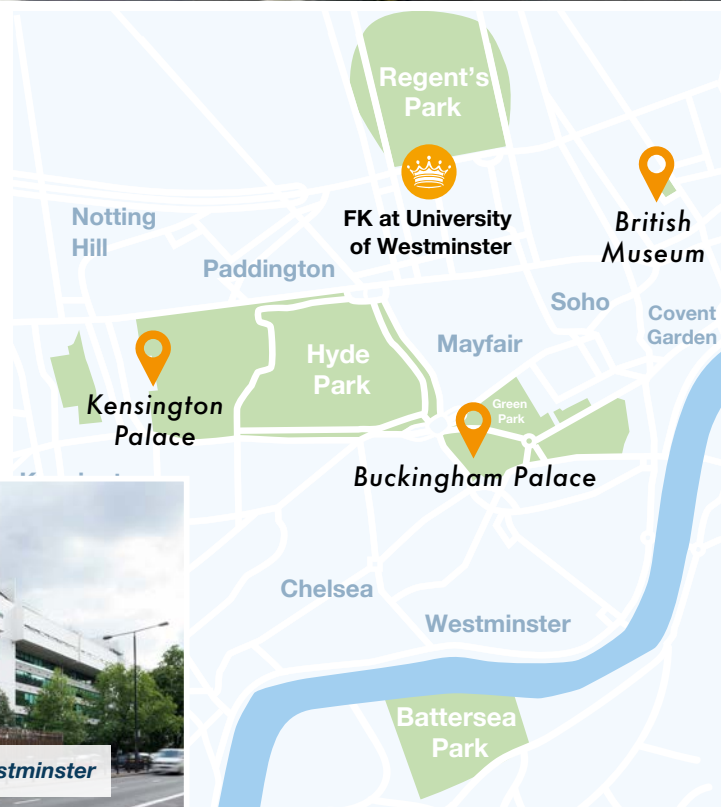 Regent's
Park
FK at University
of Westminster
British
Museum
Notting
Hill
Paddington
Soho
Covent
Garden
Mayfair
Hyde
Park
Green
Park
Kensington
Palace
Buckingham Palace
Chelsea
Westminster
Battersea
Park
stminster